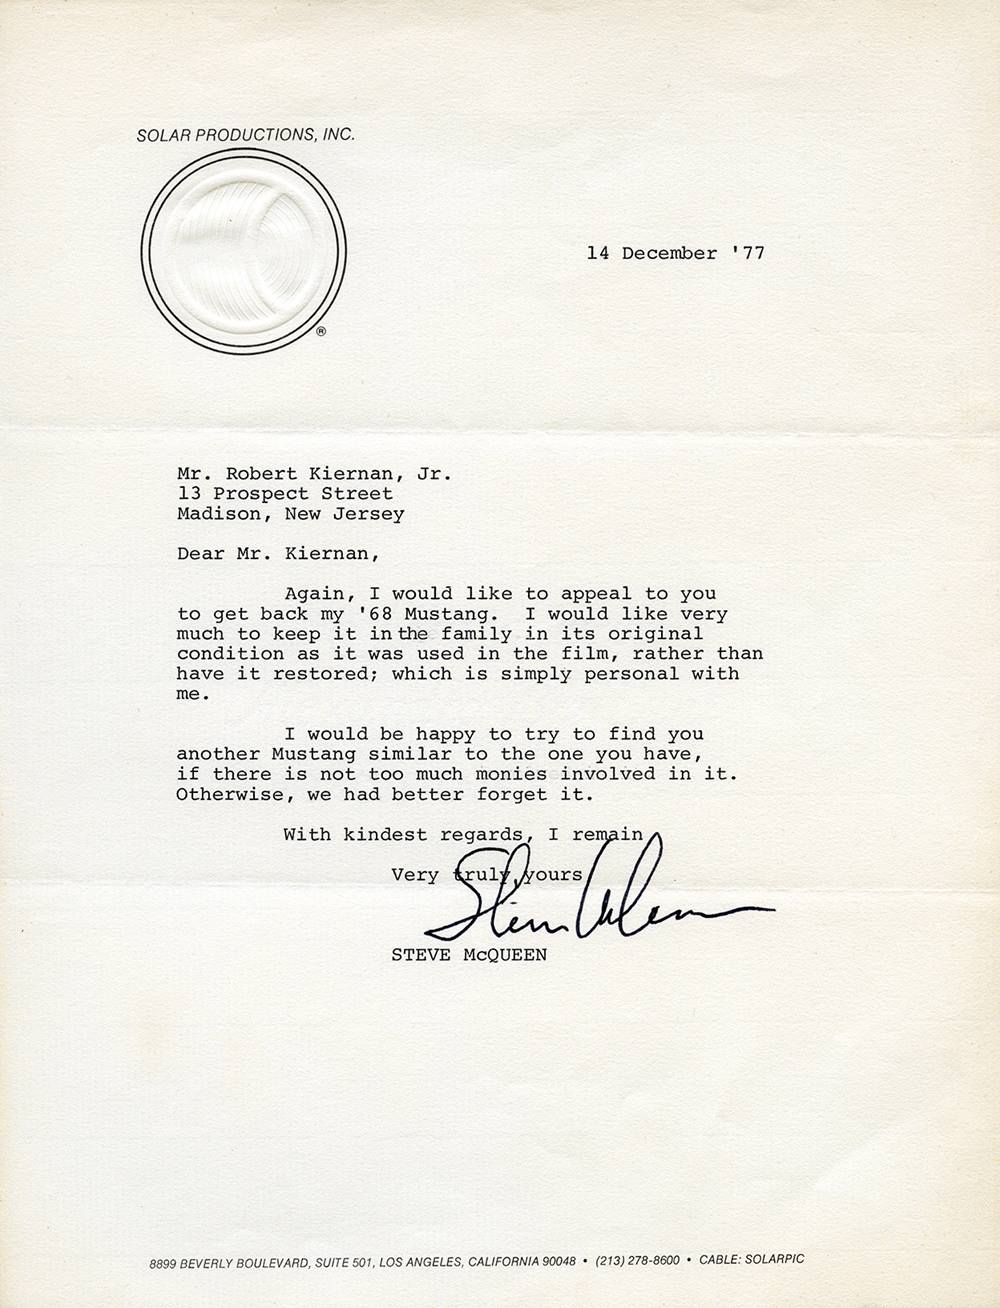 SOLAR PRODUCTIONS, INC.
®
14 December '77
Mr. Robert Kiernan, Jr.
13 Prospect Street
Madison, New Jersey
Dear Mr. Kiernan,
Again, I would like to appeal to you
to get back my '68 Mustang. I would like very
much to keep it in the family in its original
condition as it was used in the film, rather than
have it restored; which is simply personal with
me.
I would be happy to try to find you
another Mustang similar to the one you have,
if there is not too much monies involved in it.
Otherwise, we had better forget it.
With kindest regards, I remain
Very truly yours
Steve McQueen
STEVE McQUEEN
8899 BEVERLY BOULEVARD, SUITE 501, LOS ANGELES, CALIFORNIA 90048 • (213) 278-8600 • CABLE: SOLARPIC